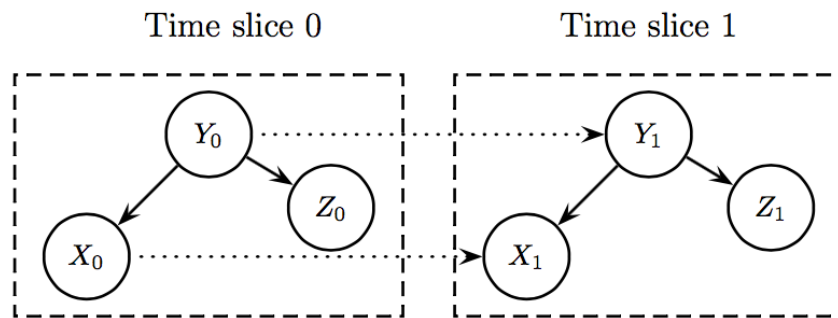 Time slice 0 Time slice 1
Y₀ Y₁
Z₀ Z₁
X₀ X₁